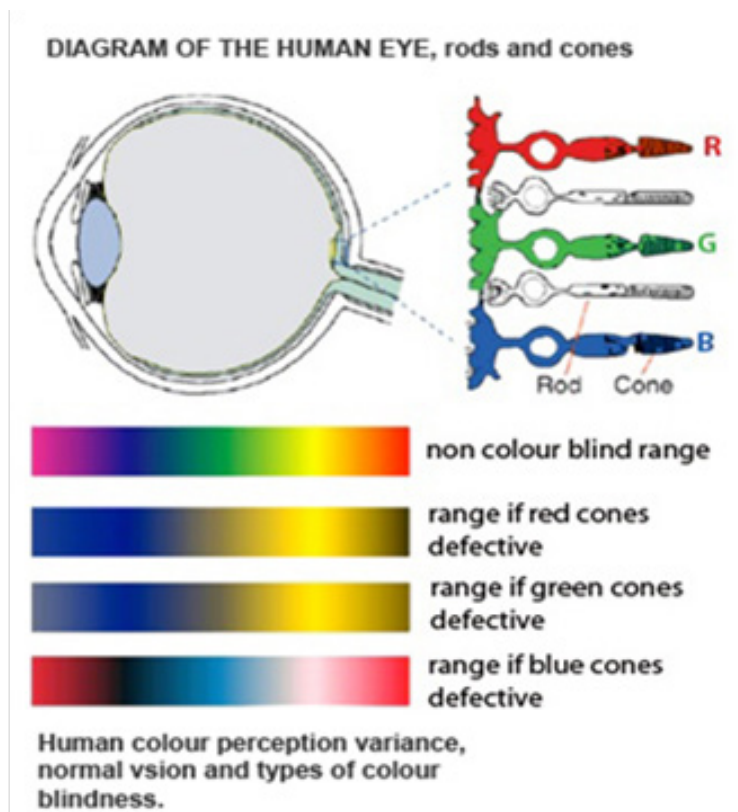 DIAGRAM OF THE HUMAN EYE, rods and cones
R
G
B
Rod Cone
non colour blind range
range if red cones
defective
range if green cones
defective
range if blue cones
defective
Human colour perception variance,
normal vsion and types of colour
blindness.